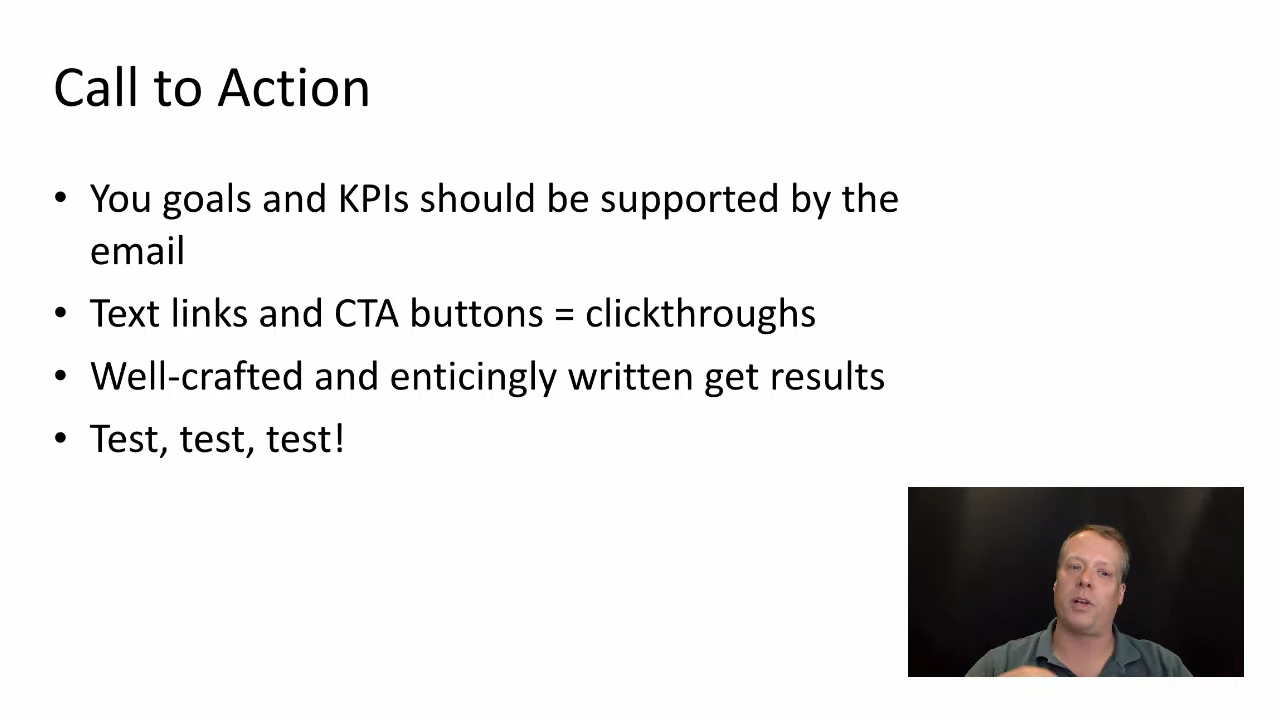 Call to Action
• You goals and KPIs should be supported by the
email
• Text links and CTA buttons = clickthroughs
• Well-crafted and enticingly written get results
• Test, test, test!